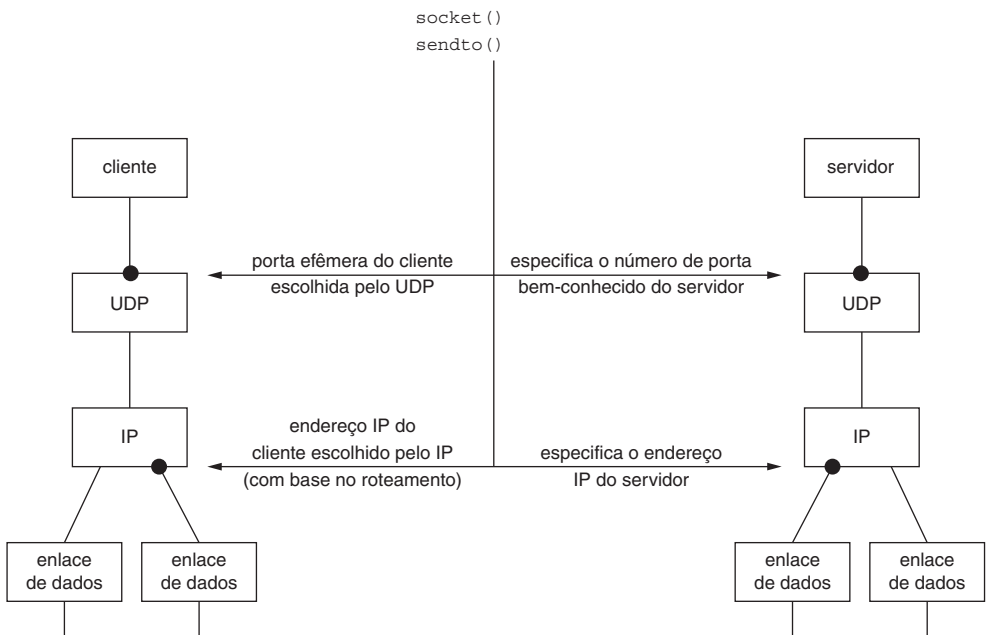 socket()
sendto()
cliente
servidor
porta efêmera do cliente
escolhida pelo UDP
especifica o número de porta
bem-conhecido do servidor
UDP
UDP
IP
endereço IP do
cliente escolhido pelo IP
(com base no roteamento)
especifica o endereço
IP do servidor
IP
enlace
de dados
enlace
de dados
enlace
de dados
enlace
de dados